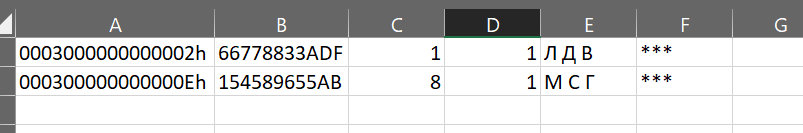 A B C D E F G
0003000000000002h 66778833ADF 1 1 Л Д В ***
000300000000000Eh 154589655AB 8 1 М С Г ***